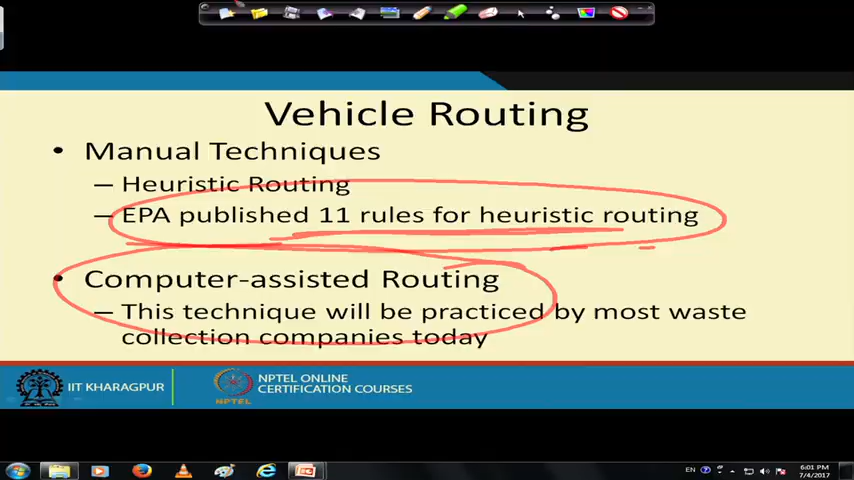 Vehicle Routing
• Manual Techniques
– Heuristic Routing
– EPA published 11 rules for heuristic routing
• Computer-assisted Routing
– This technique will be practiced by most waste
collection companies today
IIT KHARAGPUR
NPTEL
NPTEL ONLINE
CERTIFICATION COURSES
EN
6:01 PM
7/4/2017